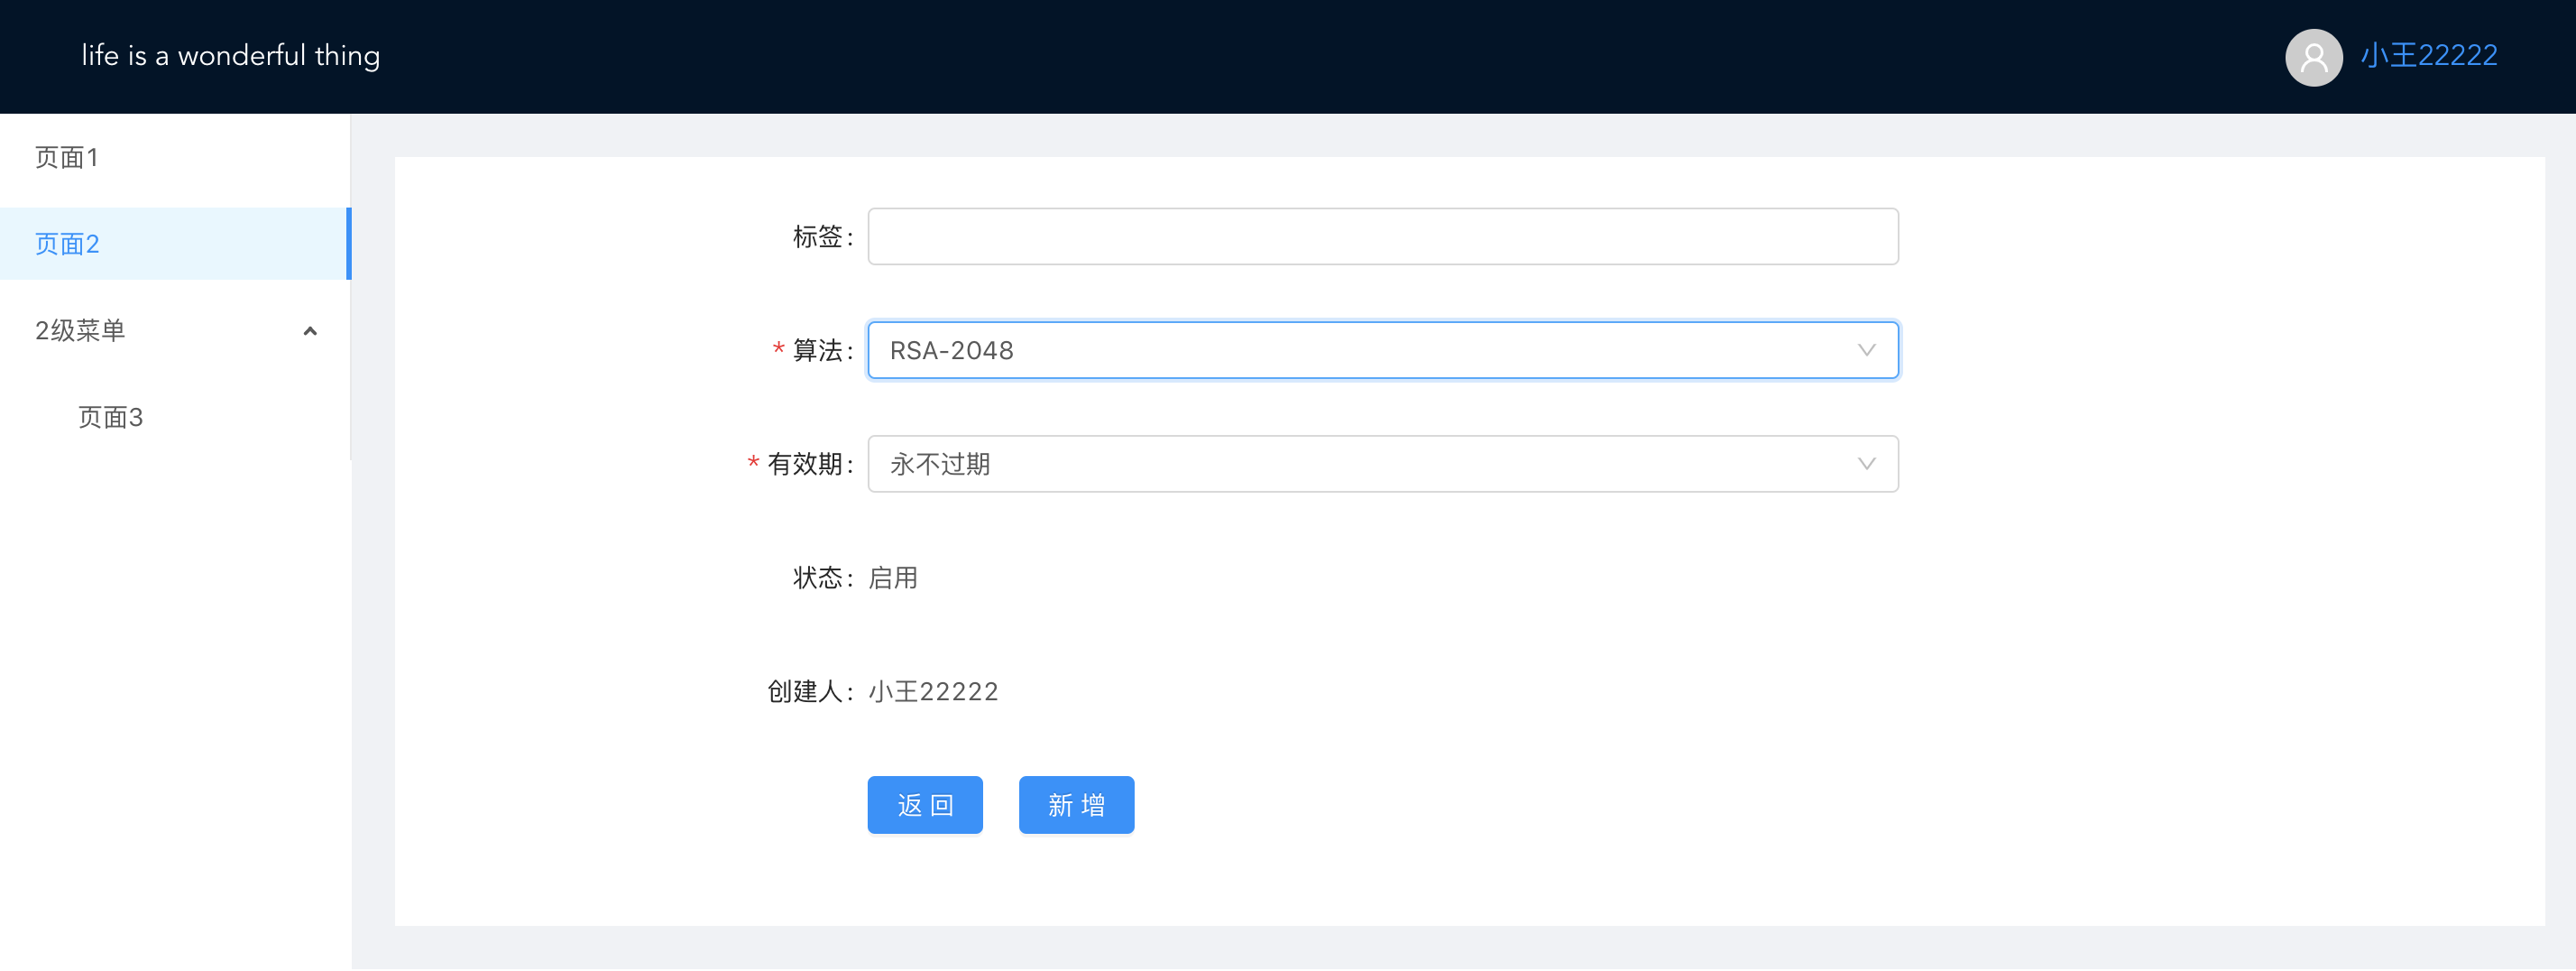 life is a wonderful thing
小王22222
页面1
页面2
2级菜单
页面3
标签:
* 算法: RSA-2048
* 有效期: 永不过期
状态: 启用
创建人: 小王22222
返 回 新 增